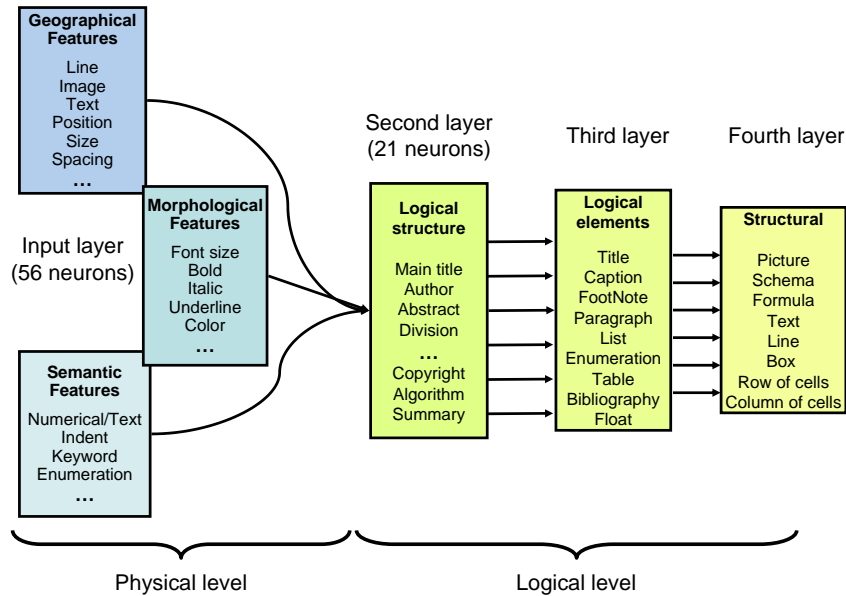 Geographical
Features
Line
Image
Text
Position
Size
Spacing
...
Input layer
(56 neurons)
Morphological
Features
Font size
Bold
Italic
Underline
Color
...
Semantic
Features
Numerical/Text
Indent
Keyword
Enumeration
...
Second layer
(21 neurons)
Logical
structure
Main title
Author
Abstract
Division
...
Copyright
Algorithm
Summary
Third layer
Logical
elements
Title
Caption
FootNote
Paragraph
List
Enumeration
Table
Bibliography
Float
Fourth layer
Structural
Picture
Schema
Formula
Text
Line
Box
Row of cells
Column of cells
Physical level
Logical level